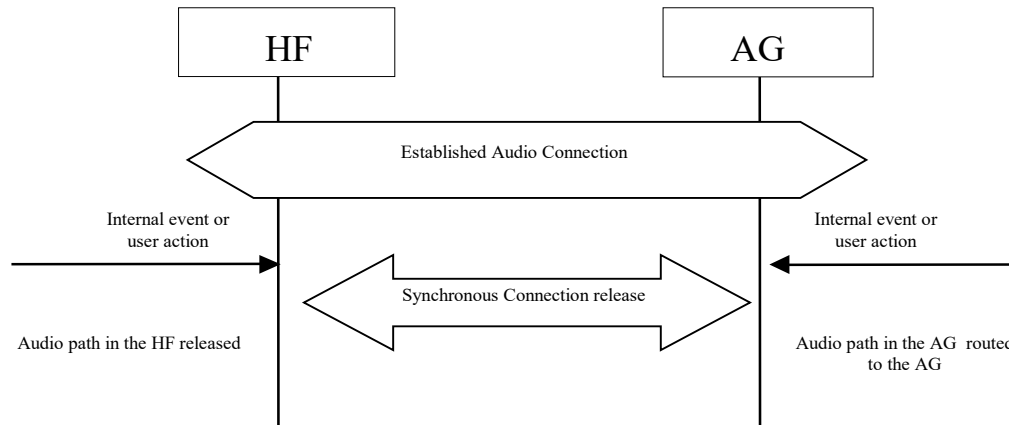 HF
AG
Established Audio Connection
Internal event or
user action
Internal event or
user action
Synchronous Connection release
Audio path in the HF released
Audio path in the AG routed
to the AG